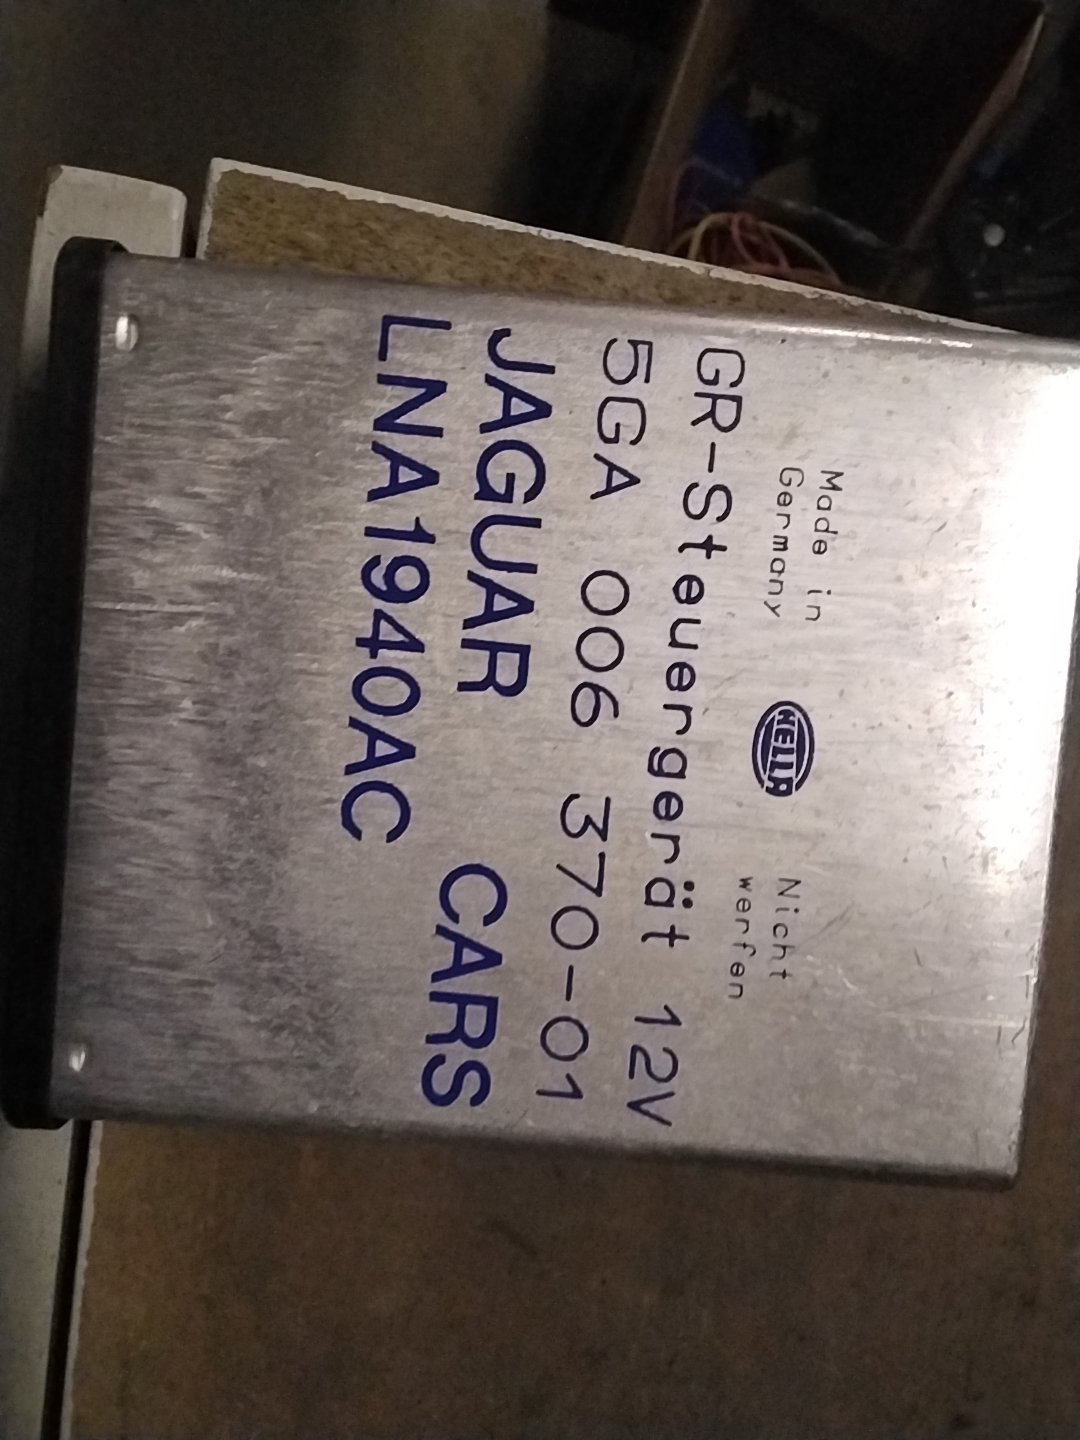 Made in
Germany
HELLA
Nicht
werfen
GR-Steuergerät 12V
5GA 006 370-01
JAGUAR CARS
LNA1940AC